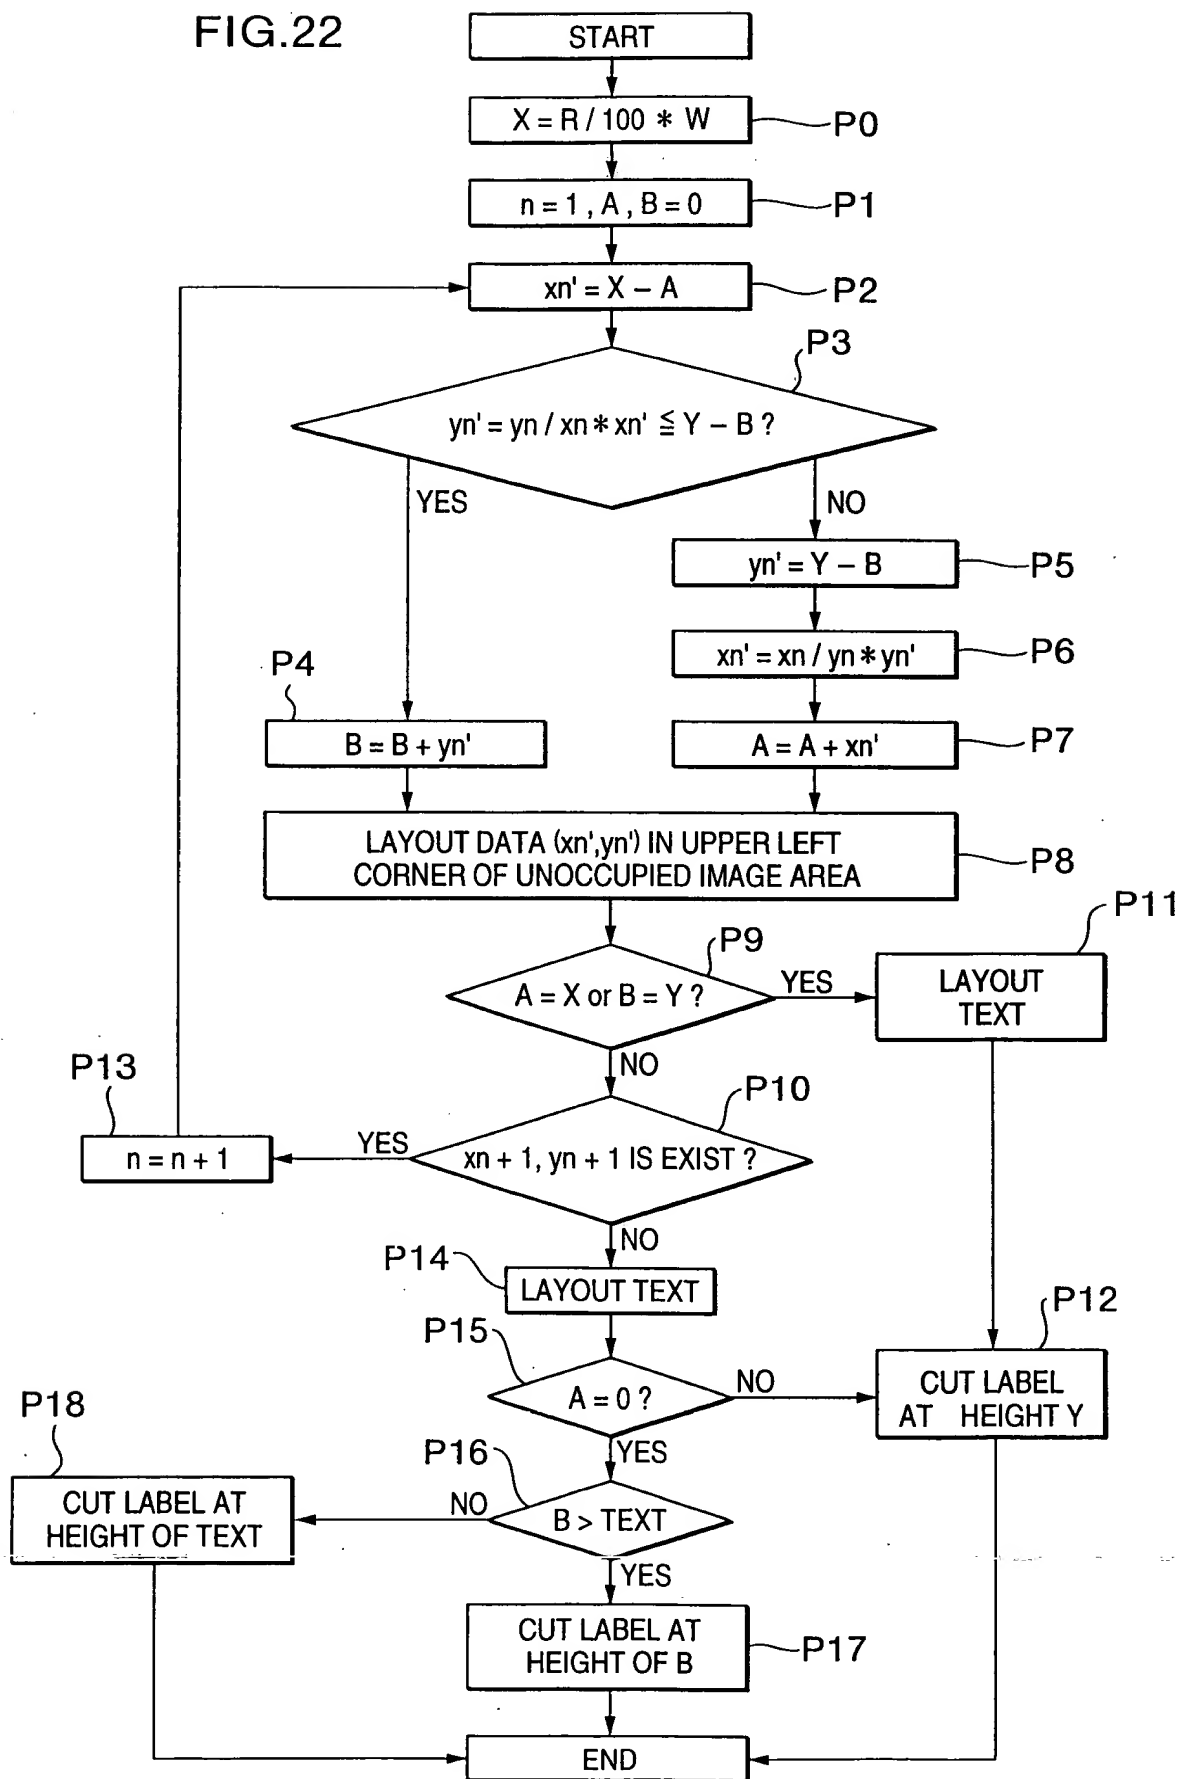 FIG.22
START
X = R / 100 * W
P0
n = 1 , A , B = 0
P1
xn' = X – A
P2
P3
yn' = yn / xn * xn' ≦ Y – B ?
YES
NO
yn' = Y – B
P5
xn' = xn / yn * yn'
P6
P4
B = B + yn'
A = A + xn'
P7
LAYOUT DATA (xn',yn') IN UPPER LEFT
CORNER OF UNOCCUPIED IMAGE AREA
P8
P9
P11
A = X or B = Y ?
YES
LAYOUT
TEXT
NO
P13
P10
n = n + 1
YES
xn + 1, yn + 1 IS EXIST ?
NO
P14
LAYOUT TEXT
P12
P15
A = 0 ?
NO
CUT LABEL
AT HEIGHT Y
YES
P18
P16
CUT LABEL AT
HEIGHT OF TEXT
NO
B > TEXT
YES
CUT LABEL AT
HEIGHT OF B
P17
END